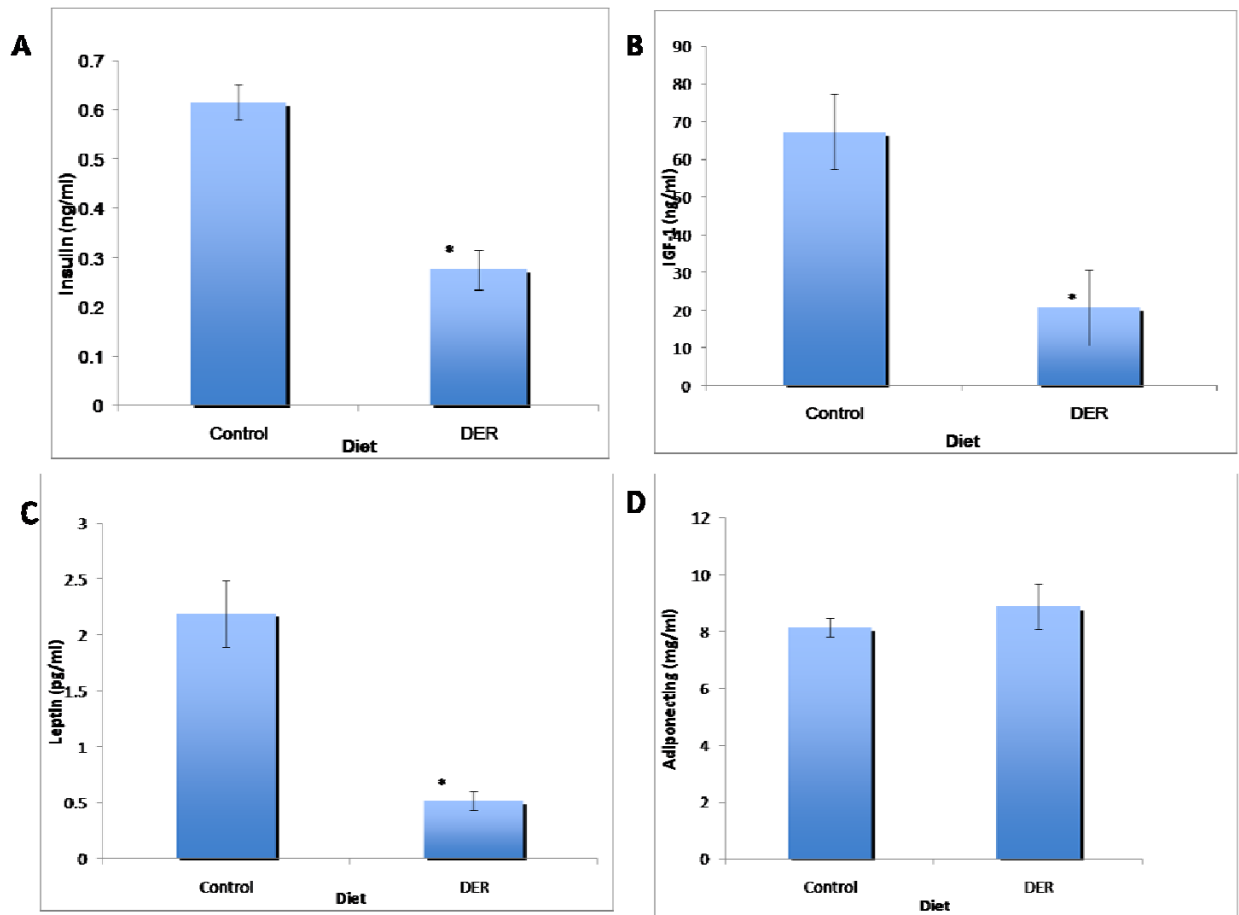 A
Insulin (ng/ml)
0.7
0.6
0.5
0.4
0.3
0.2
0.1
0
*
Control
DER
Diet
B
IGF-1 (ng/ml)
90
80
70
60
50
40
30
20
10
0
*
Control
DER
Diet
C
Leptin (pg/ml)
3
2.5
2
1.5
1
0.5
0
*
Control
DER
Diet
D
Adiponecting (mg/ml)
12
10
8
6
4
2
0
Control
DER
Diet